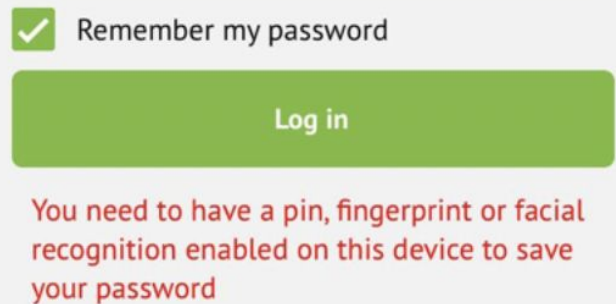 Remember my password
Log in
You need to have a pin, fingerprint or facial
recognition enabled on this device to save
your password